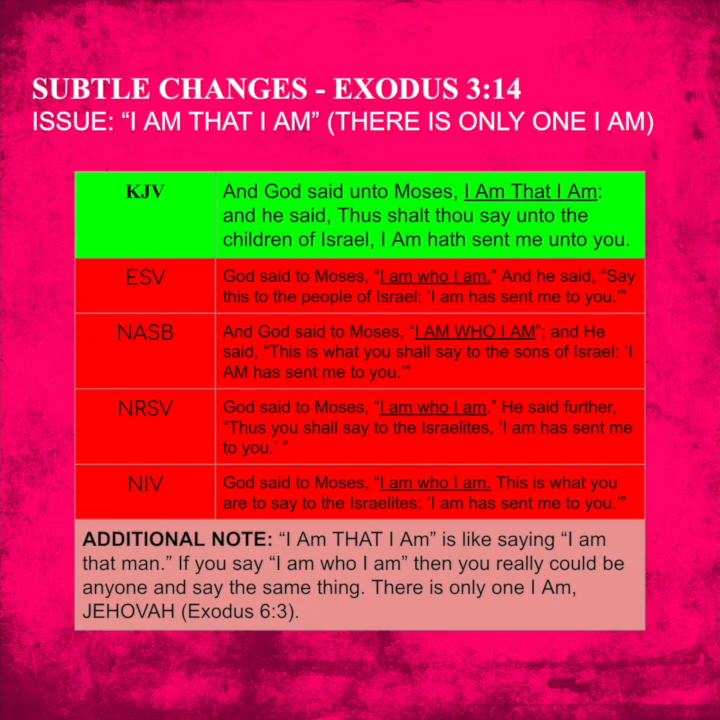 SUBTLE CHANGES - EXODUS 3:14
ISSUE: “I AM THAT I AM” (THERE IS ONLY ONE I AM)
KJV
And God said unto Moses, I Am That I Am:
and he said, Thus shalt thou say unto the
children of Israel, I Am hath sent me unto you.
ESV
God said to Moses, “I am who I am.” And he said, “Say
this to the people of Israel: ‘I am has sent me to you.’”
NASB
And God said to Moses, “I AM WHO I AM”; and He
said, “This is what you shall say to the sons of Israel: ‘I
AM has sent me to you.’”
NRSV
God said to Moses, “I am who I am.” He said further,
“Thus you shall say to the Israelites, ‘I am has sent me
to you.’ ”
NIV
God said to Moses, “I am who I am. This is what you
are to say to the Israelites: ‘I am has sent me to you.’”
ADDITIONAL NOTE: “I Am THAT I Am” is like saying “I am
that man.” If you say “I am who I am” then you really could be
anyone and say the same thing. There is only one I Am,
JEHOVAH (Exodus 6:3).